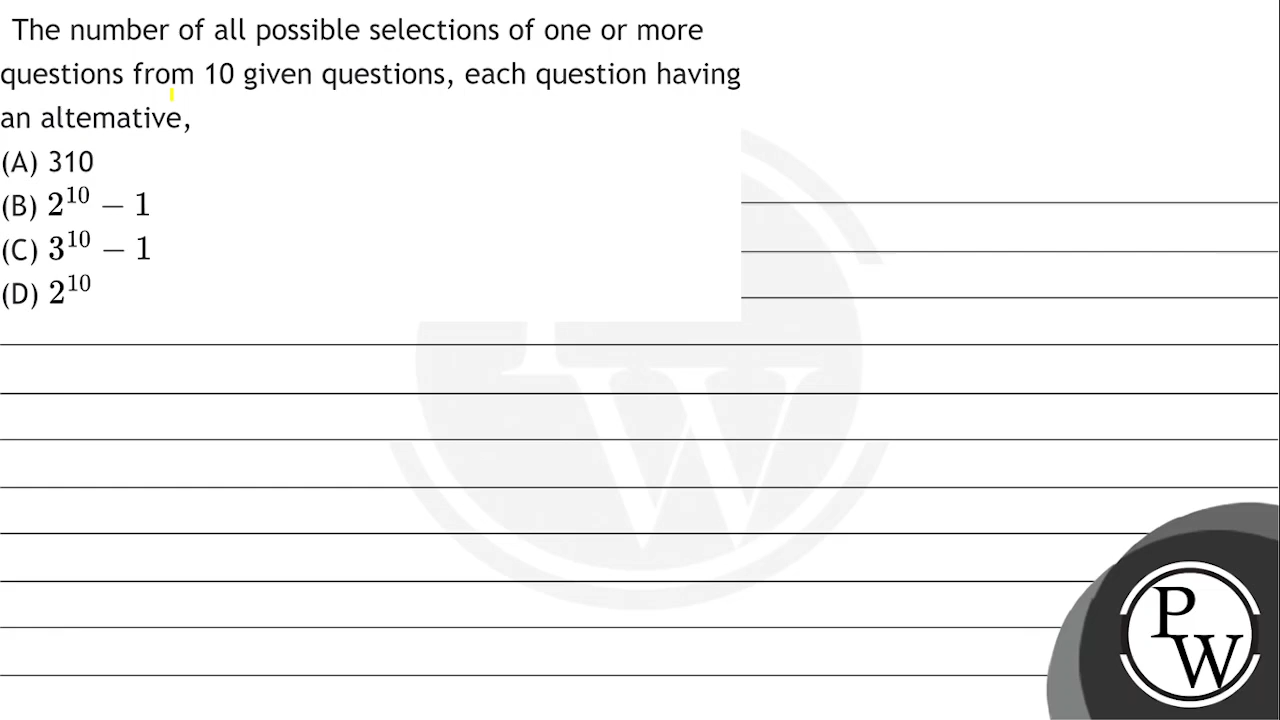 The number of all possible selections of one or more
questions from 10 given questions, each question having
an altemative,
(A) 310
(B) 2^{10} − 1
(C) 3^{10} − 1
(D) 2^{10}
W
P
W